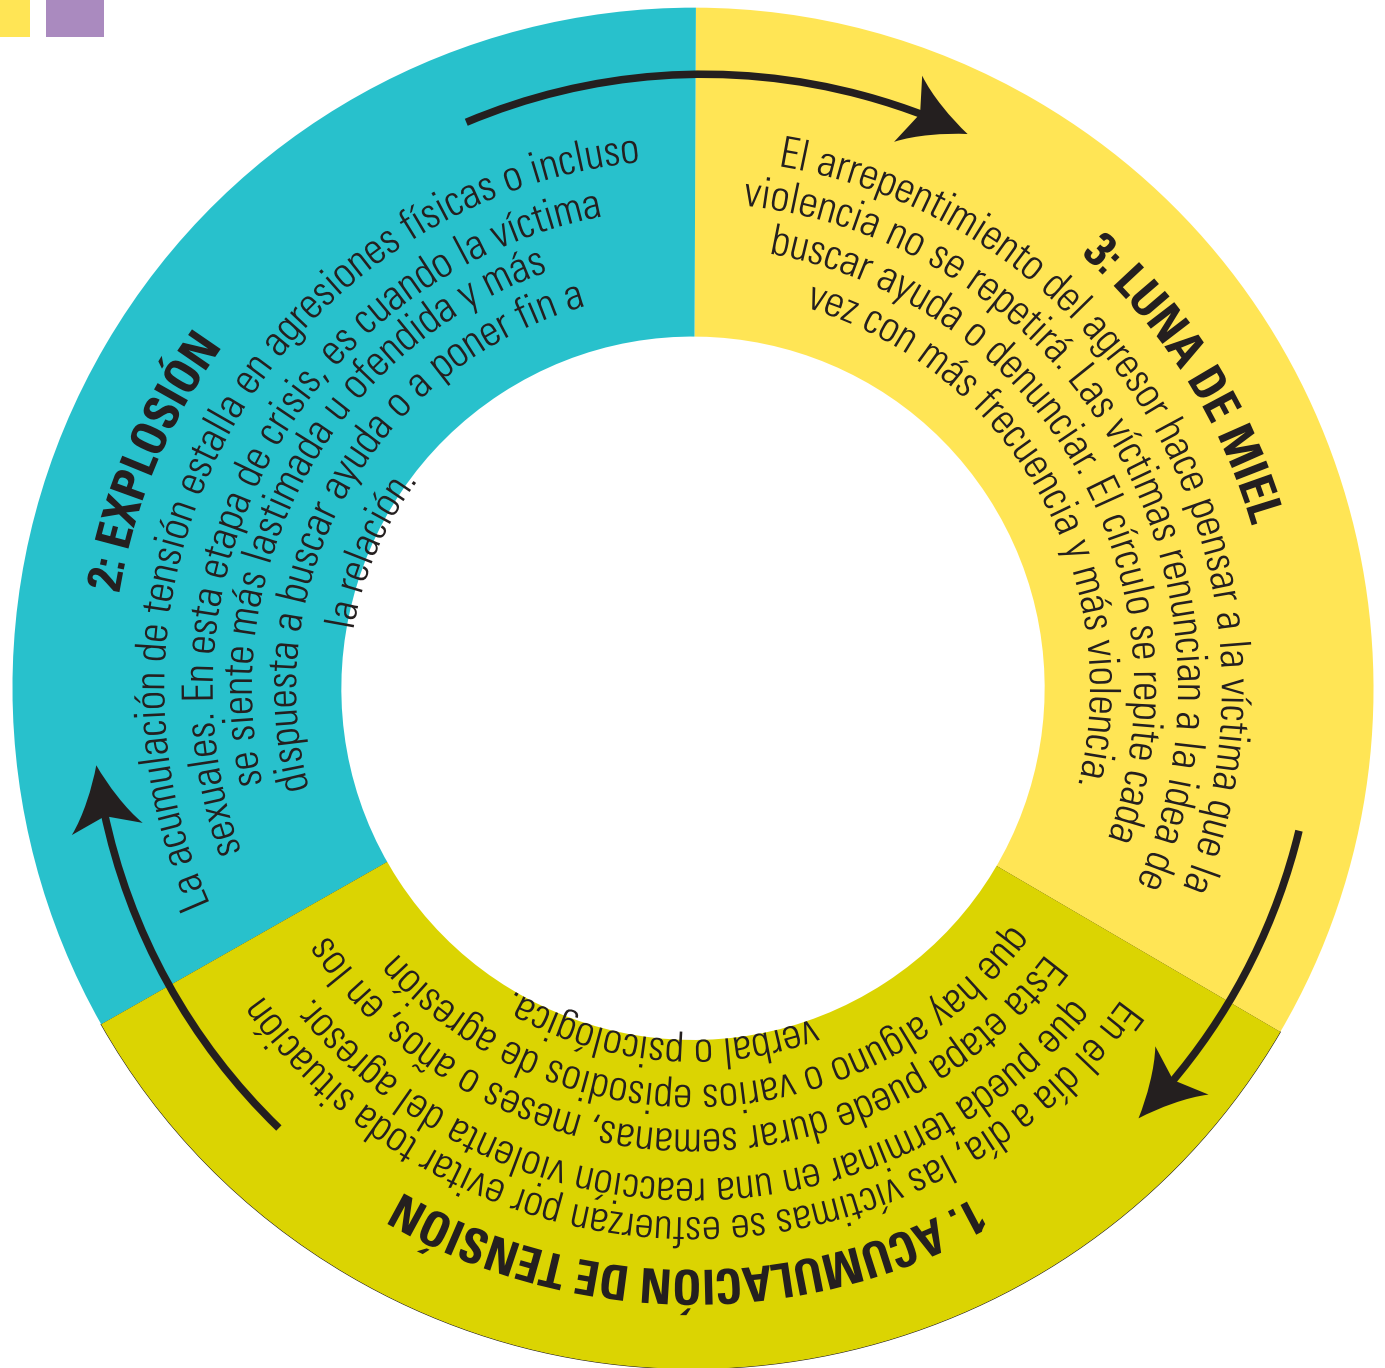 1. ACUMULACIÓN DE TENSIÓN
En el día a día, las víctimas se esfuerzan por evitar toda situación
que pueda terminar en una reacción violenta del agresor.
Esta etapa puede durar semanas, meses o años, en los
que hay alguno o varios episodios de agresión
verbal o psicológica.
2: EXPLOSIÓN
La acumulación de tensión estalla en agresiones físicas o incluso
sexuales. En esta etapa de crisis, es cuando la víctima
se siente más lastimada u ofendida y más
dispuesta a buscar ayuda o a poner fin a
la relación.
3: LUNA DE MIEL
El arrepentimiento del agresor hace pensar a la víctima que la
violencia no se repetirá. Las víctimas renuncian a la idea de
buscar ayuda o denunciar. El círculo se repite cada
vez con más frecuencia y más violencia.